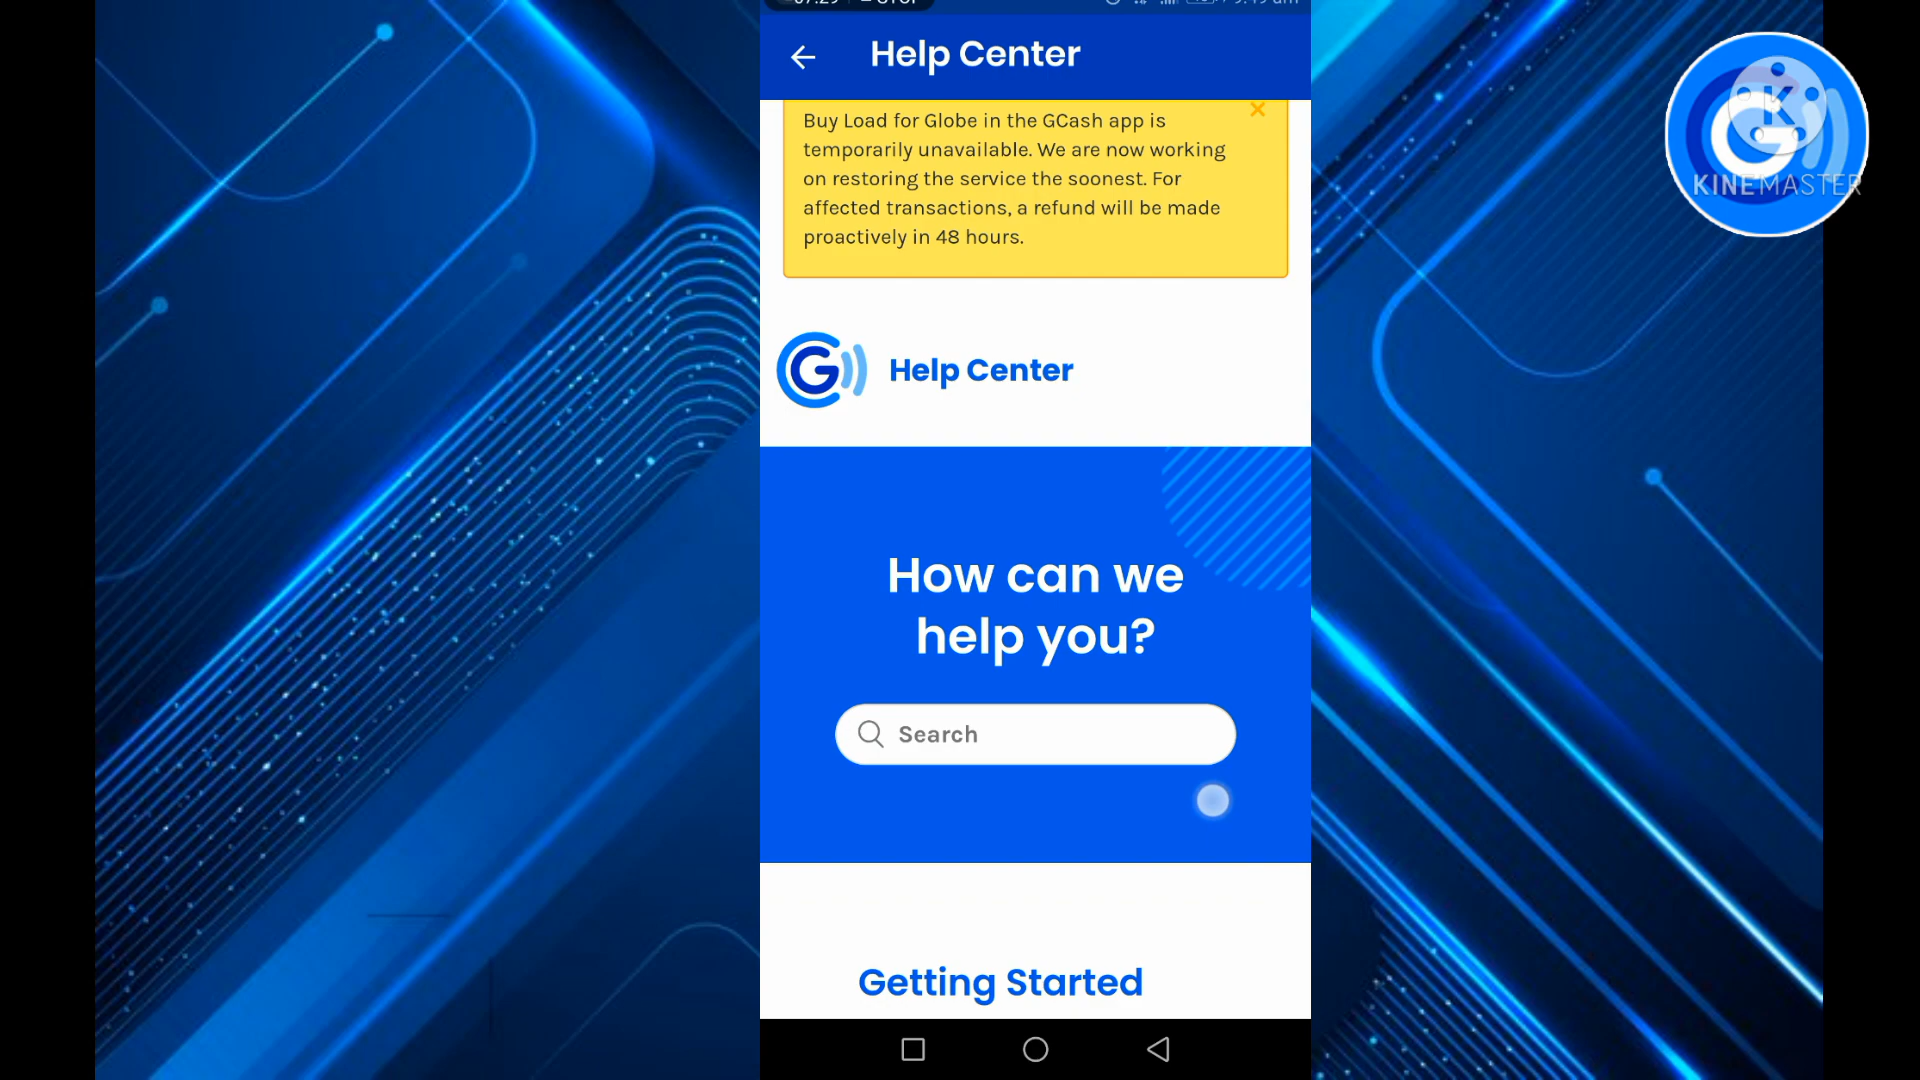 Help Center
Buy Load for Globe in the GCash app is
temporarily unavailable. We are now working
on restoring the service the soonest. For
affected transactions, a refund will be made
proactively in 48 hours.
KINEMASTER
Help Center
How can we
help you?
Search
Getting Started